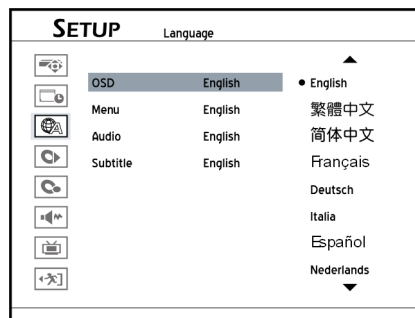 SETUP Language
OSD English
Menu English
Audio English
Subtitle English
English
繁體中文
简体中文
Français
Deutsch
Italia
Español
Nederlands